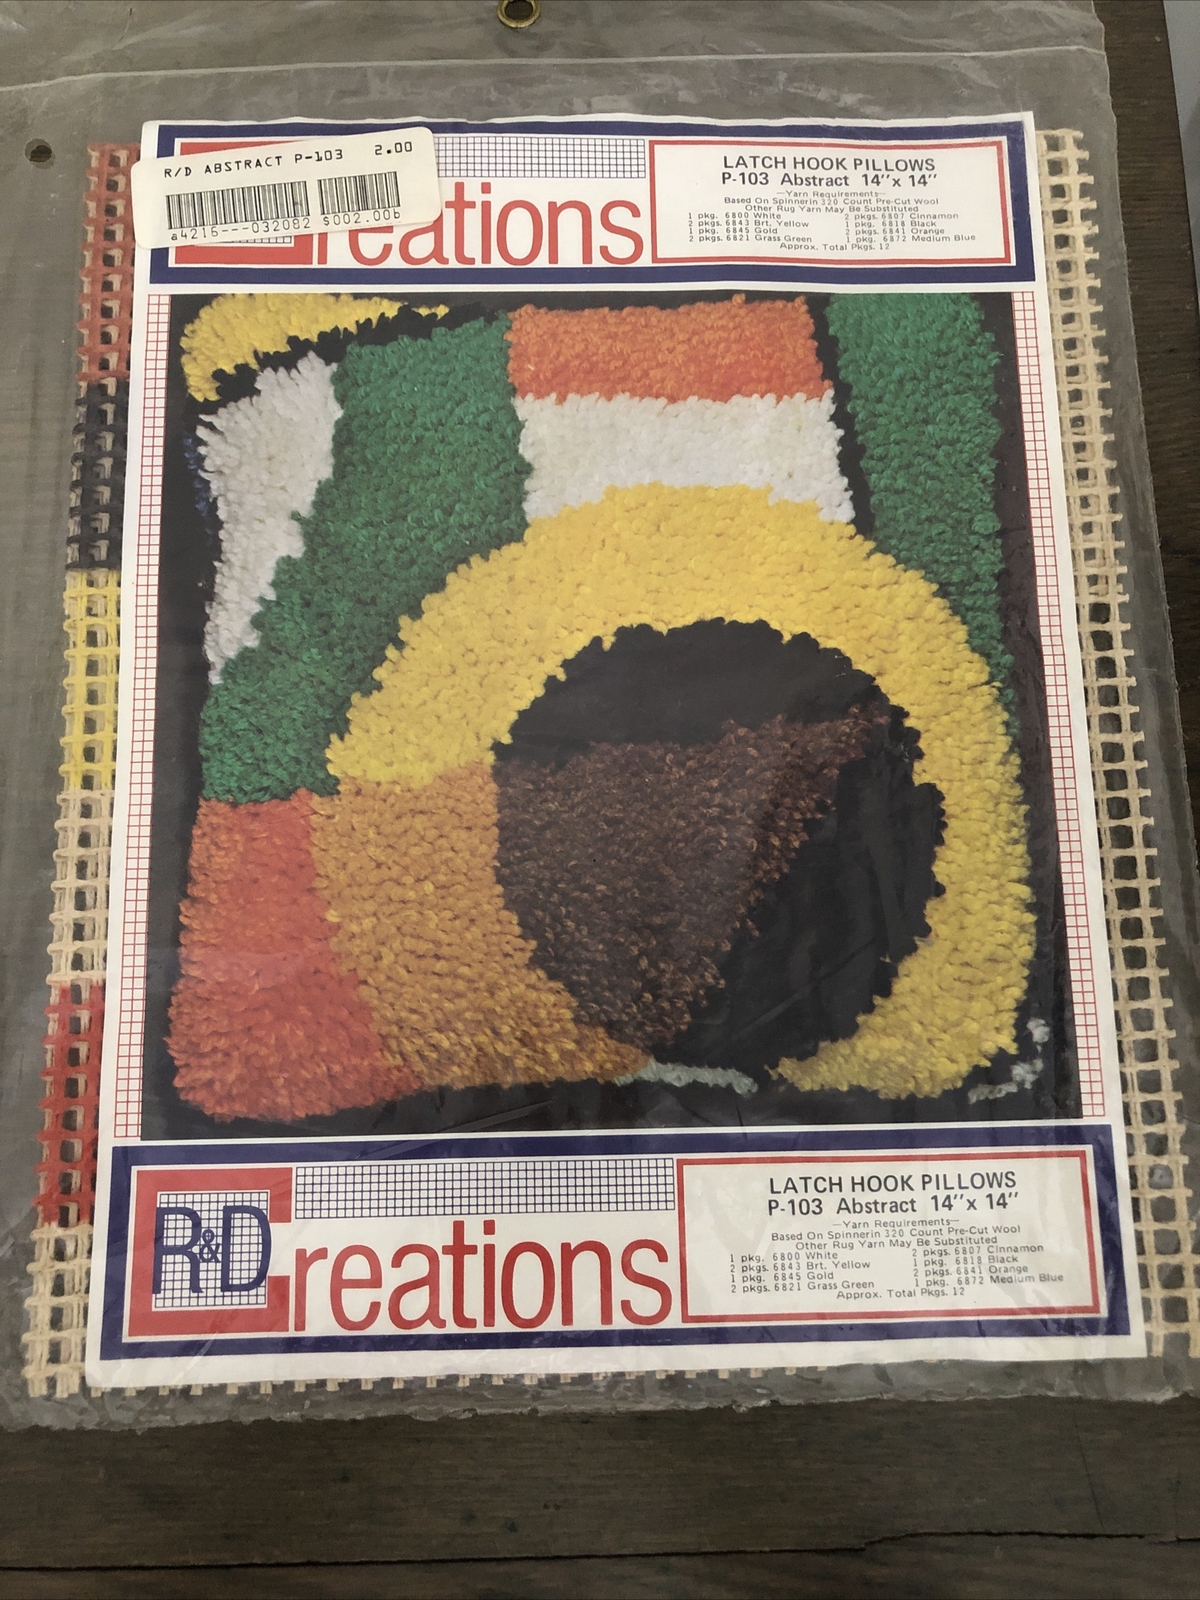 R/D ABSTRACT P-103 2.00
a4216---032082 $002.00b
reations
LATCH HOOK PILLOWS
P-103 Abstract 14"x 14"
—Yarn Requirements—
Based On Spinnerin 320 Count Pre-Cut Wool
Other Rug Yarn May Be Substituted
1 pkg. 6800 White 2 pkgs. 6807 Cinnamon
2 pkgs. 6843 Brt. Yellow 1 pkg. 6818 Black
1 pkg. 6845 Gold 2 pkgs. 6841 Orange
2 pkgs. 6821 Grass Green 1 pkg. 6872 Medium Blue
Approx. Total Pkgs. 12
R&D Creations
LATCH HOOK PILLOWS
P-103 Abstract 14"x 14"
—Yarn Requirements—
Based On Spinnerin 320 Count Pre-Cut Wool
Other Rug Yarn May Be Substituted
1 pkg. 6800 White 2 pkgs. 6807 Cinnamon
2 pkgs. 6843 Brt. Yellow 1 pkg. 6818 Black
1 pkg. 6845 Gold 2 pkgs. 6841 Orange
2 pkgs. 6821 Grass Green 1 pkg. 6872 Medium Blue
Approx. Total Pkgs. 12